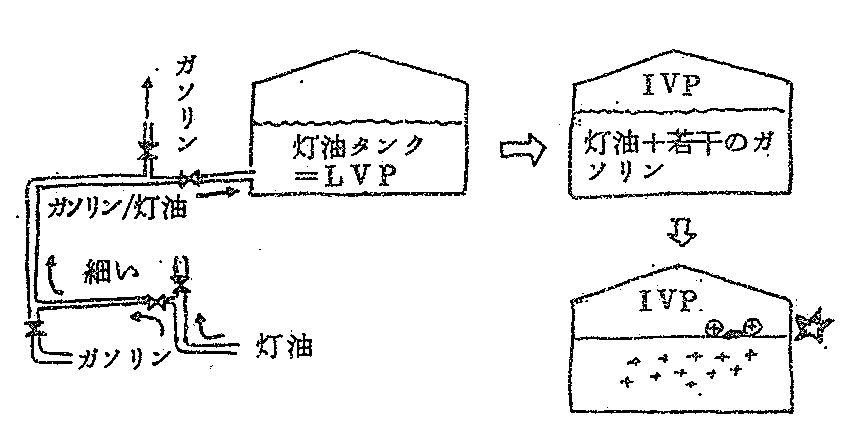 ガソリン
灯油タンク
=LVP
ガソリン/灯油
細い
ガソリン
灯油
IVP
灯油+若干のガ
ソリン
IVP